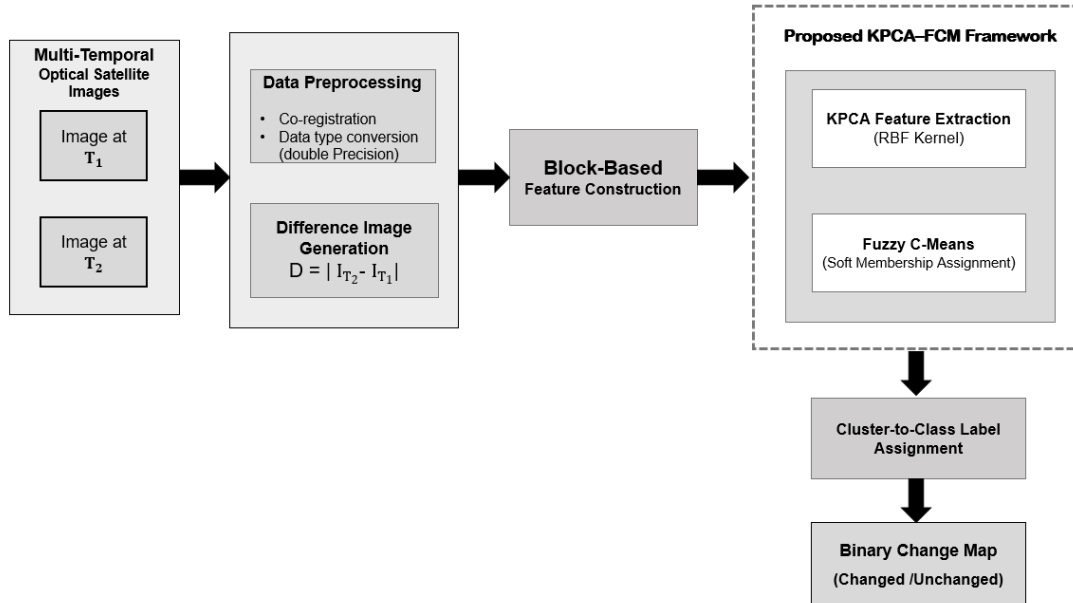 Multi-Temporal
Optical Satellite
Images
Image at
T₁
Image at
T₂
Data Preprocessing
• Co-registration
• Data type conversion
(double Precision)
Difference Image
Generation
D = | I_T₂- I_T₁|
Block-Based
Feature Construction
Proposed KPCA–FCM Framework
KPCA Feature Extraction
(RBF Kernel)
Fuzzy C-Means
(Soft Membership Assignment)
Cluster-to-Class Label
Assignment
Binary Change Map
(Changed /Unchanged)